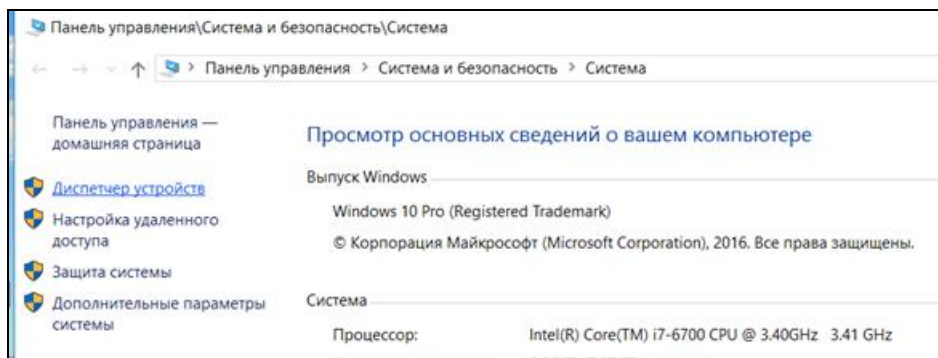 Панель управления\Система и безопасность\Система
Панель управления > Система и безопасность > Система
Панель управления —
домашняя страница
Диспетчер устройств
Настройка удаленного
доступа
Защита системы
Дополнительные параметры
системы
Просмотр основных сведений о вашем компьютере
Выпуск Windows
Windows 10 Pro (Registered Trademark)
© Корпорация Майкрософт (Microsoft Corporation), 2016. Все права защищены.
Система
Процессор: Intel(R) Core(TM) i7-6700 CPU @ 3.40GHz 3.41 GHz